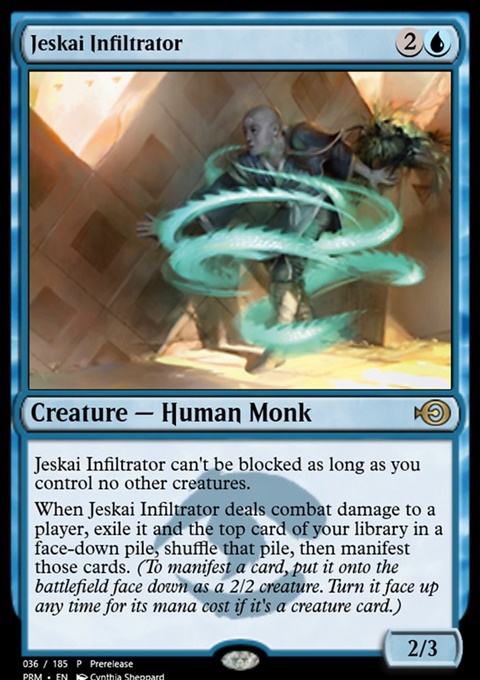 Jeskai Infiltrator 2
Creature — Human Monk
Jeskai Infiltrator can't be blocked as long as you
control no other creatures.
When Jeskai Infiltrator deals combat damage to a
player, exile it and the top card of your library in a
face-down pile, shuffle that pile, then manifest
those cards. (To manifest a card, put it onto the
battlefield face down as a 2/2 creature. Turn it face up
any time for its mana cost if it's a creature card.)
2/3
036 / 185 P Prerelease
PRM • EN Cynthia Sheppard